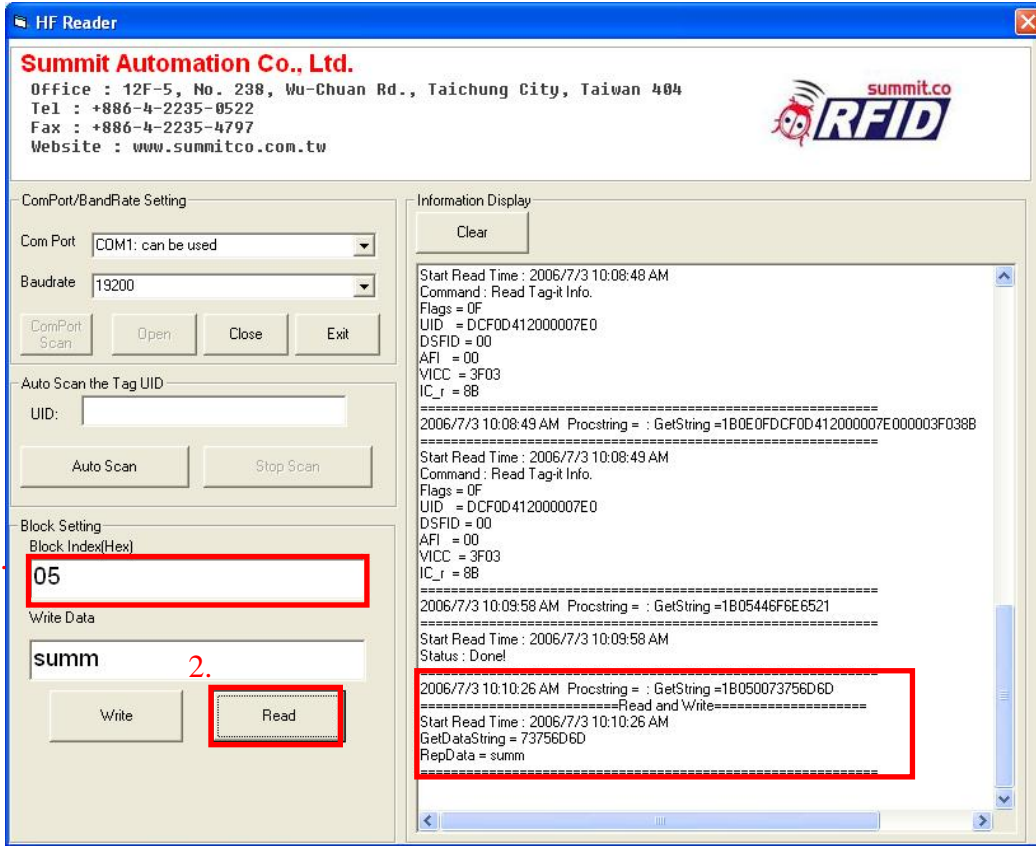 HF Reader
Summit Automation Co., Ltd.
Office : 12F-5, No. 238, Wu-Chuan Rd., Taichung City, Taiwan 404
Tel : +886-4-2235-0522
Fax : +886-4-2235-4797
Website : www.summitco.com.tw
summit.co
RFID
ComPort/BandRate Setting
Com Port COM1: can be used
Baudrate 19200
ComPort Scan Open Close Exit
Auto Scan the Tag UID
UID:
Auto Scan Stop Scan
Block Setting
Block Index(Hex)
05
Write Data
summ
2.
Write Read
Information Display
Clear
Start Read Time : 2006/7/3 10:08:48 AM
Command : Read Tag-it Info.
Flags = 0F
UID = DCF0D412000007E0
DSFID = 00
AFI = 00
VICC = 3F03
IC_r = 8B
==========================================================
2006/7/3 10:08:49 AM Procstring = : GetString =1B0E0FDCF0D412000007E000003F038B
==========================================================
Start Read Time : 2006/7/3 10:08:49 AM
Command : Read Tag-it Info.
Flags = 0F
UID = DCF0D412000007E0
DSFID = 00
AFI = 00
VICC = 3F03
IC_r = 8B
==========================================================
2006/7/3 10:09:58 AM Procstring = : GetString =1B05446F6E6521
==========================================================
Start Read Time : 2006/7/3 10:09:58 AM
Status : Done!
==========================================================
2006/7/3 10:10:26 AM Procstring = : GetString =1B050073756D6D
=========================Read and Write===================
Start Read Time : 2006/7/3 10:10:26 AM
GetDataString = 73756D6D
RepData = summ
==========================================================